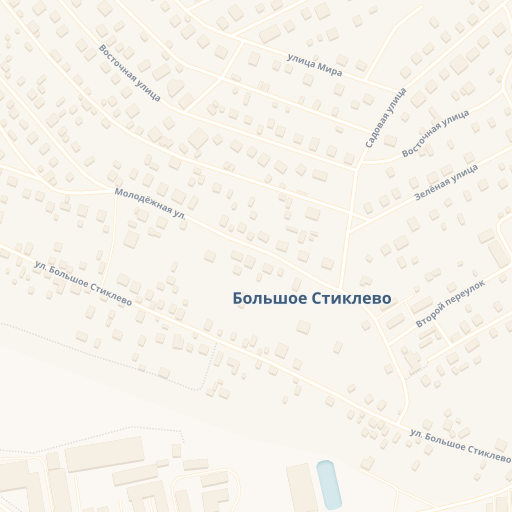 улица Мира
Восточная улица
Садовая улица
Восточная улица
Зелёная улица
Молодёжная ул.
ул. Большое Стиклево
Большое Стиклево
Второй переулок
ул. Большое Стиклево